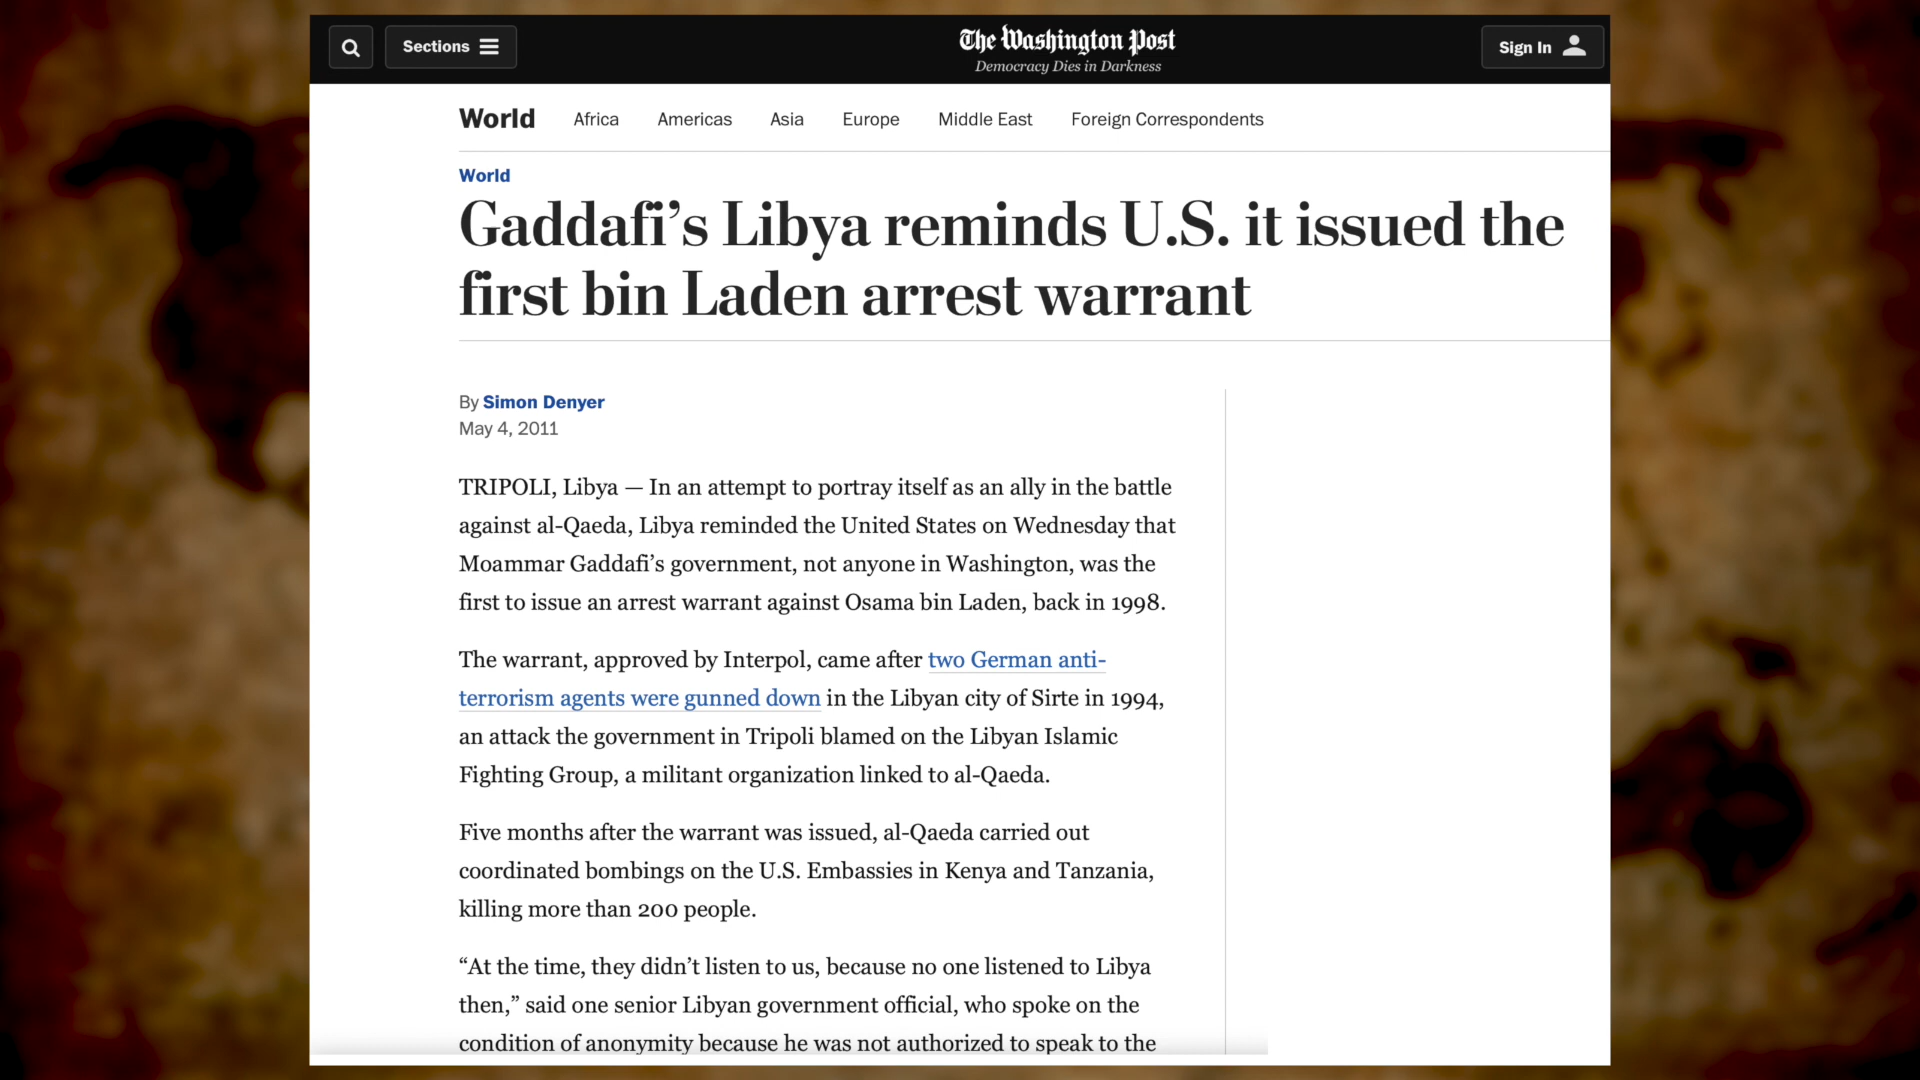 Sections
The Washington Post
Democracy Dies in Darkness
Sign In
World Africa Americas Asia Europe Middle East Foreign Correspondents
World
Gaddafi’s Libya reminds U.S. it issued the
first bin Laden arrest warrant
By Simon Denyer
May 4, 2011
TRIPOLI, Libya — In an attempt to portray itself as an ally in the battle
against al-Qaeda, Libya reminded the United States on Wednesday that
Moammar Gaddafi’s government, not anyone in Washington, was the
first to issue an arrest warrant against Osama bin Laden, back in 1998.
The warrant, approved by Interpol, came after two German anti-
terrorism agents were gunned down in the Libyan city of Sirte in 1994,
an attack the government in Tripoli blamed on the Libyan Islamic
Fighting Group, a militant organization linked to al-Qaeda.
Five months after the warrant was issued, al-Qaeda carried out
coordinated bombings on the U.S. Embassies in Kenya and Tanzania,
killing more than 200 people.
“At the time, they didn’t listen to us, because no one listened to Libya
then,” said one senior Libyan government official, who spoke on the
condition of anonymity because he was not authorized to speak to the